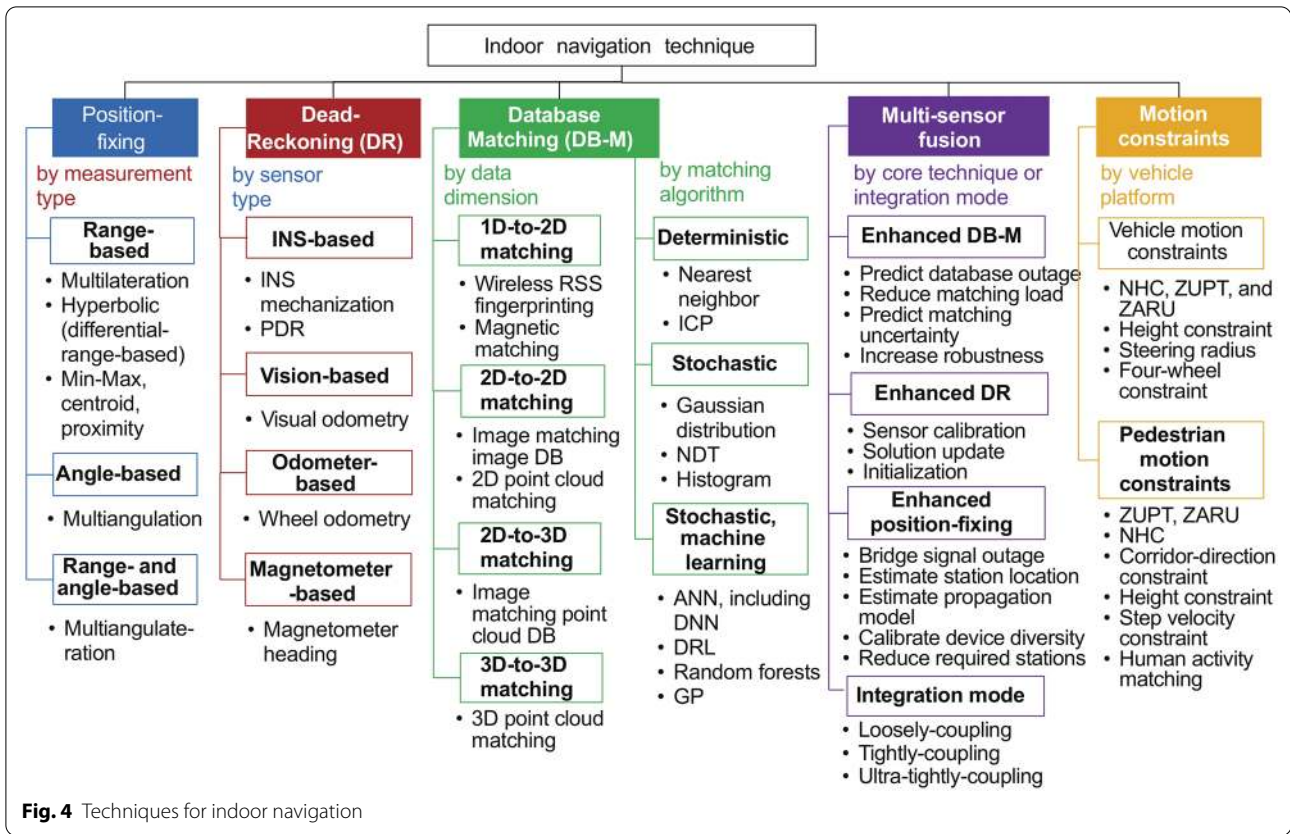 Indoor navigation technique
Position-
fixing
by measurement
type
Range-
based
• Multilateration
• Hyperbolic
(differential-
range-based)
• Min-Max,
centroid,
proximity
Angle-based
• Multiangulation
Range- and
angle-based
• Multiangulate-
ration
Dead-
Reckoning (DR)
by sensor
type
INS-based
• INS
mechanization
• PDR
Vision-based
• Visual odometry
Odometer-
based
• Wheel odometry
Magnetometer
-based
• Magnetometer
heading
Database
Matching (DB-M)
by data
dimension
1D-to-2D
matching
• Wireless RSS
fingerprinting
• Magnetic
matching
2D-to-2D
matching
• Image matching
image DB
• 2D point cloud
matching
2D-to-3D
matching
• Image
matching point
cloud DB
3D-to-3D
matching
• 3D point cloud
matching
by matching
algorithm
Deterministic
• Nearest
neighbor
• ICP
Stochastic
• Gaussian
distribution
• NDT
• Histogram
Stochastic,
machine
learning
• ANN, including
DNN
• DRL
• Random forests
• GP
Multi-sensor
fusion
by core technique or
integration mode
Enhanced DB-M
• Predict database outage
• Reduce matching load
• Predict matching
uncertainty
• Increase robustness
Enhanced DR
• Sensor calibration
• Solution update
• Initialization
Enhanced
position-fixing
• Bridge signal outage
• Estimate station location
• Estimate propagation
model
• Calibrate device diversity
• Reduce required stations
Integration mode
• Loosely-coupling
• Tightly-coupling
• Ultra-tightly-coupling
Motion
constraints
by vehicle
platform
Vehicle motion
constraints
• NHC, ZUPT, and
ZARU
• Height constraint
• Steering radius
• Four-wheel
constraint
Pedestrian
motion
constraints
• ZUPT, ZARU
• NHC
• Corridor-direction
constraint
• Height constraint
• Step velocity
constraint
• Human activity
matching
Fig. 4 Techniques for indoor navigation